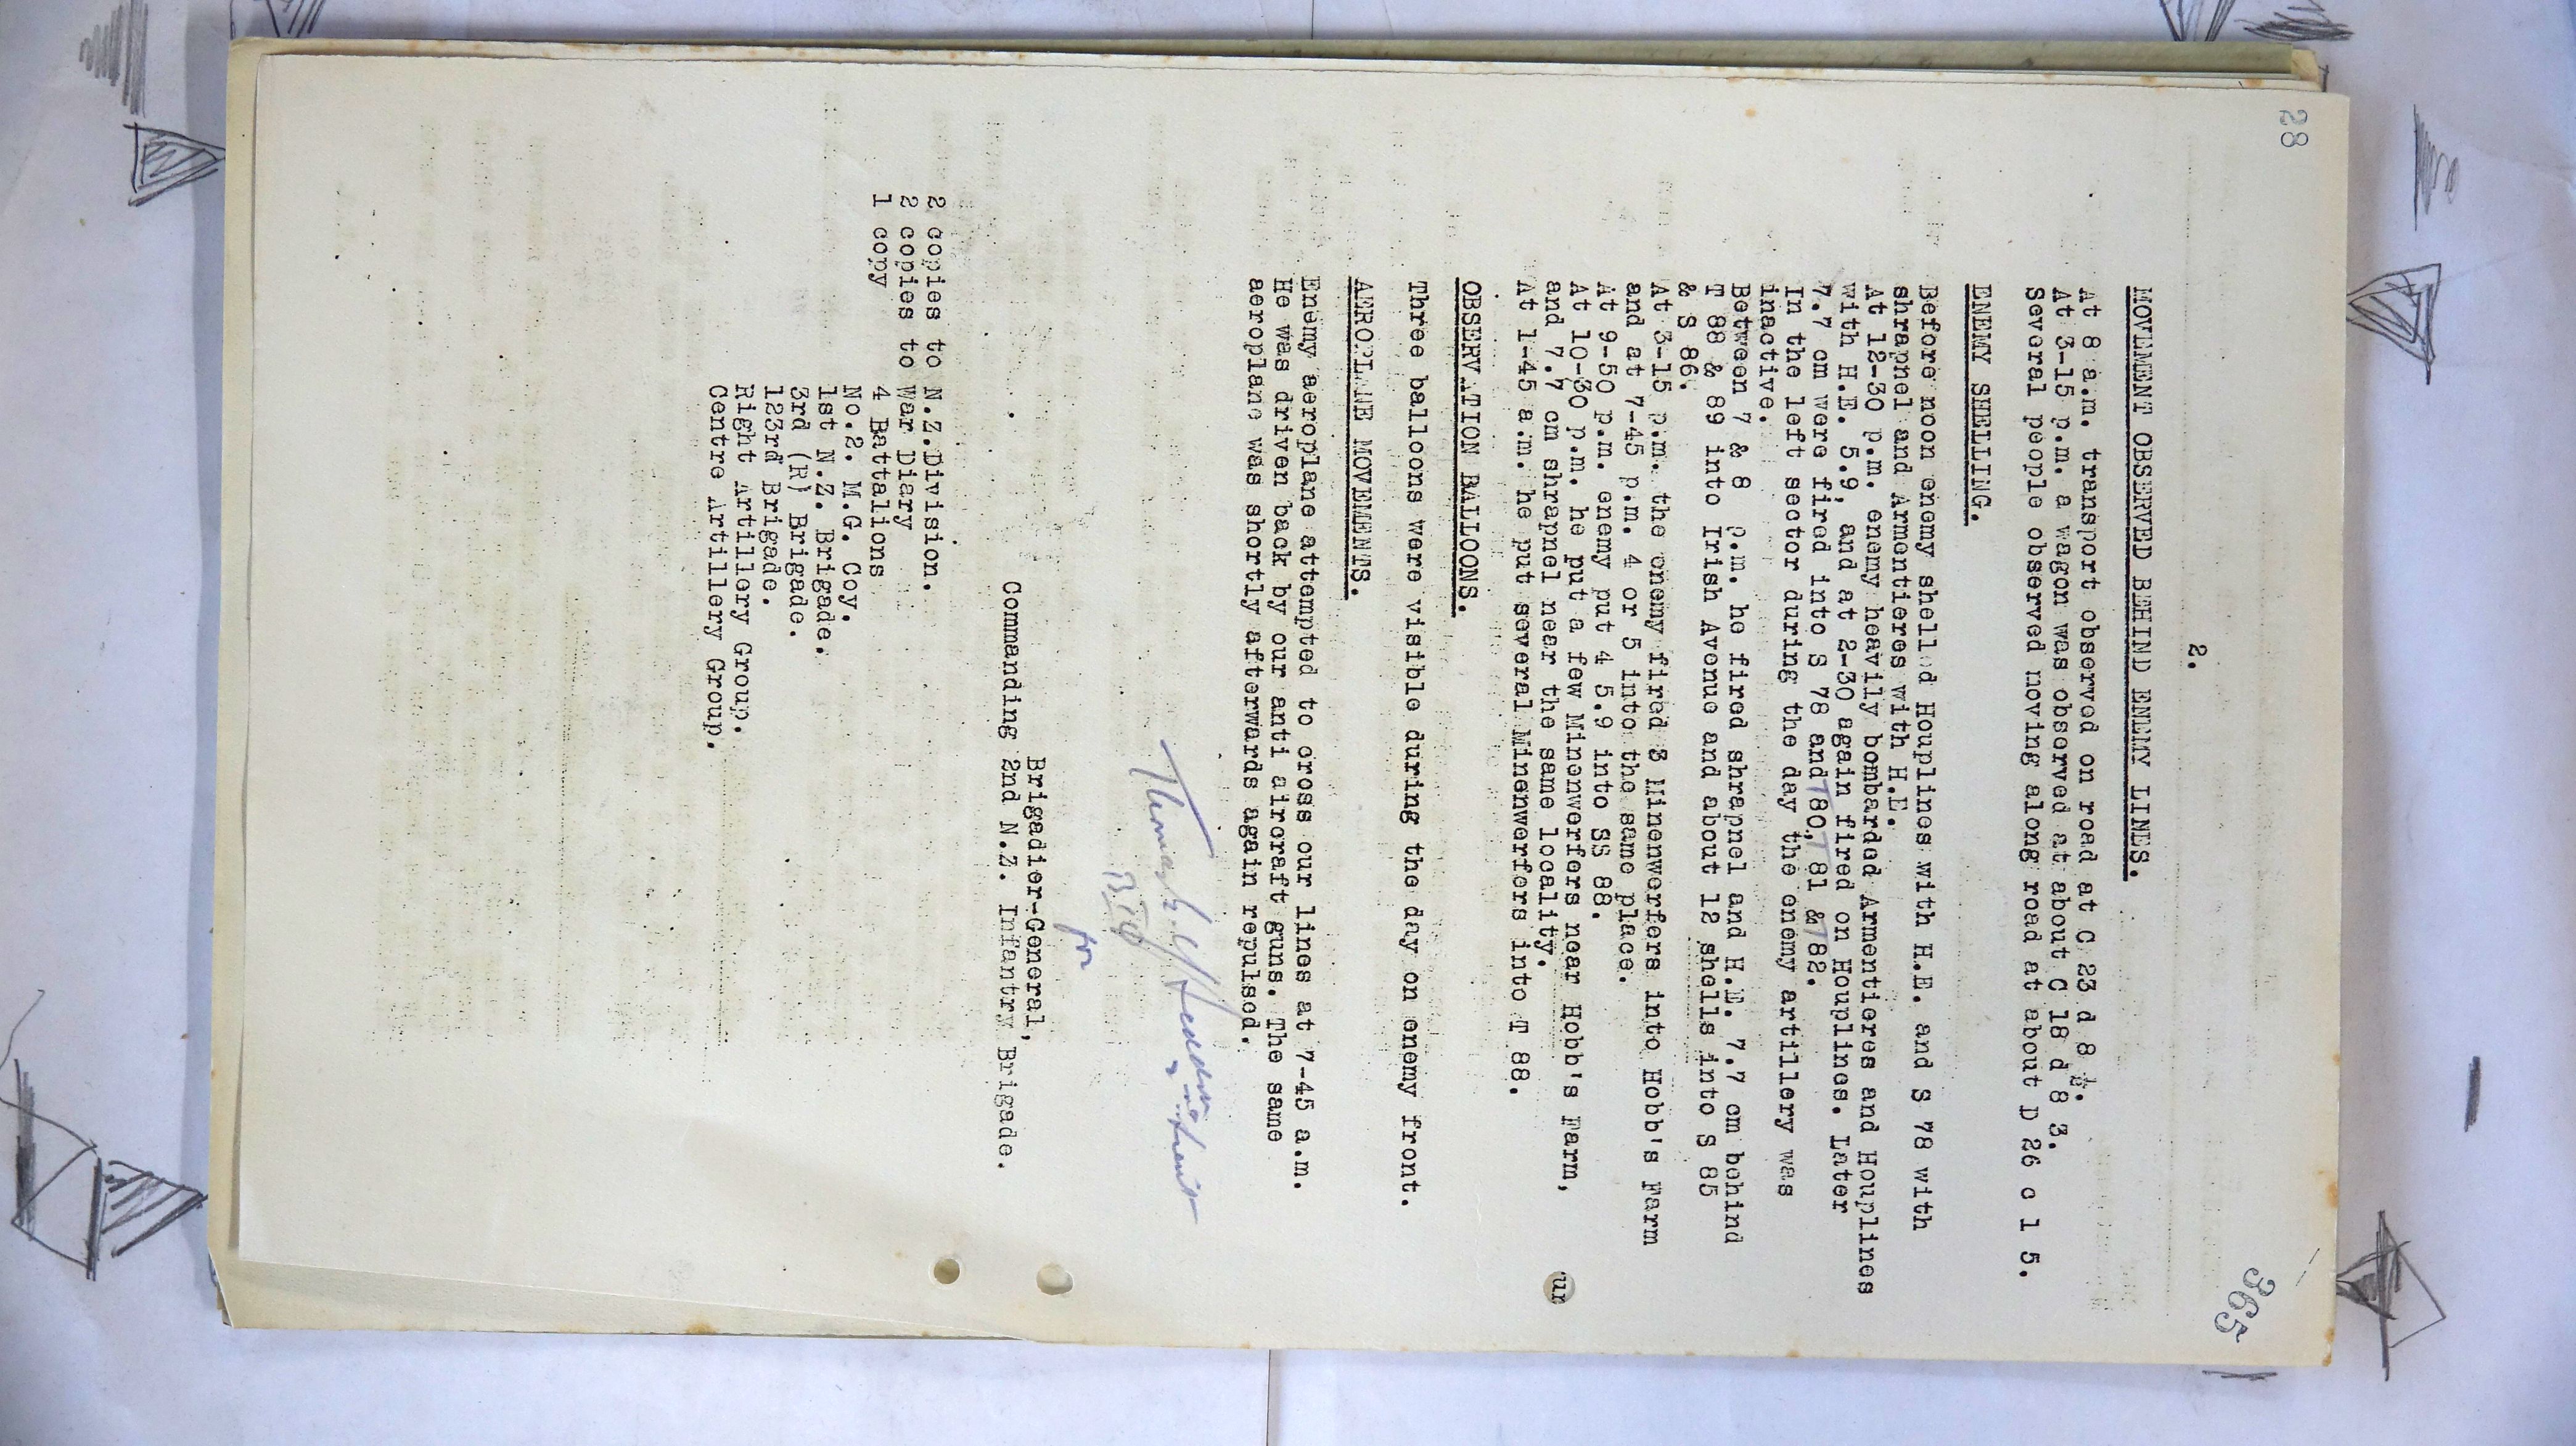 28
365
2.
MOVEMENT OBSERVED BEHIND ENEMY LINES.
At 8 a.m. transport observed on road at C 23 d 8 4.
At 3-15 p.m. a wagon was observed at about C 18 d 8 3.
Several people observed moving along road at about D 26 c 1 5.
ENEMY SHELLING.
Before noon enemy shelled Houplines with H.E. and S 78 with
shrapnel and Armentieres with H.E.
At 12-30 p.m. enemy heavily bombarded Armentieres and Houplines
with H.E. 5.9, and at 2-30 again fired on Houplines. Later
7.7 cm were fired into S 78 and T80, T 81 & T82.
In the left sector during the day the enemy artillery was
inactive.
Between 7 & 8 p.m. he fired shrapnel and H.E. 7.7 cm behind
T 88 & 89 into Irish Avenue and about 12 shells into S 85
& S 86.
At 3-15 p.m. the enemy fired 3 Minenwerfers into Hobb's Farm
and at 7-45 p.m. 4 or 5 into the same place.
At 9-50 p.m. enemy put 4 5.9 into SS 88.
At 10-30 p.m. he put a few Minenwerfers near Hobb's Farm,
and 7.7 cm shrapnel near the same locality.
At 1-45 a.m. he put several Minenwerfers into T 88.
OBSERVATION BALLOONS.
Three balloons were visible during the day on enemy front.
AEROPLANE MOVEMENTS.
Enemy aeroplane attempted to cross our lines at 7-45 a.m.
He was driven back by our anti aircraft guns. The same
aeroplane was shortly afterwards again repulsed.
for
Brigadier-General,
Commanding 2nd N.Z. Infantry Brigade.
2 copies to N.Z.Division.
2 copies to War Diary
1 copy 4 Battalions
No.2. M.G. Coy.
1st N.Z. Brigade.
3rd (R) Brigade.
123rd Brigade.
Right Artillery Group.
Centre Artillery Group.